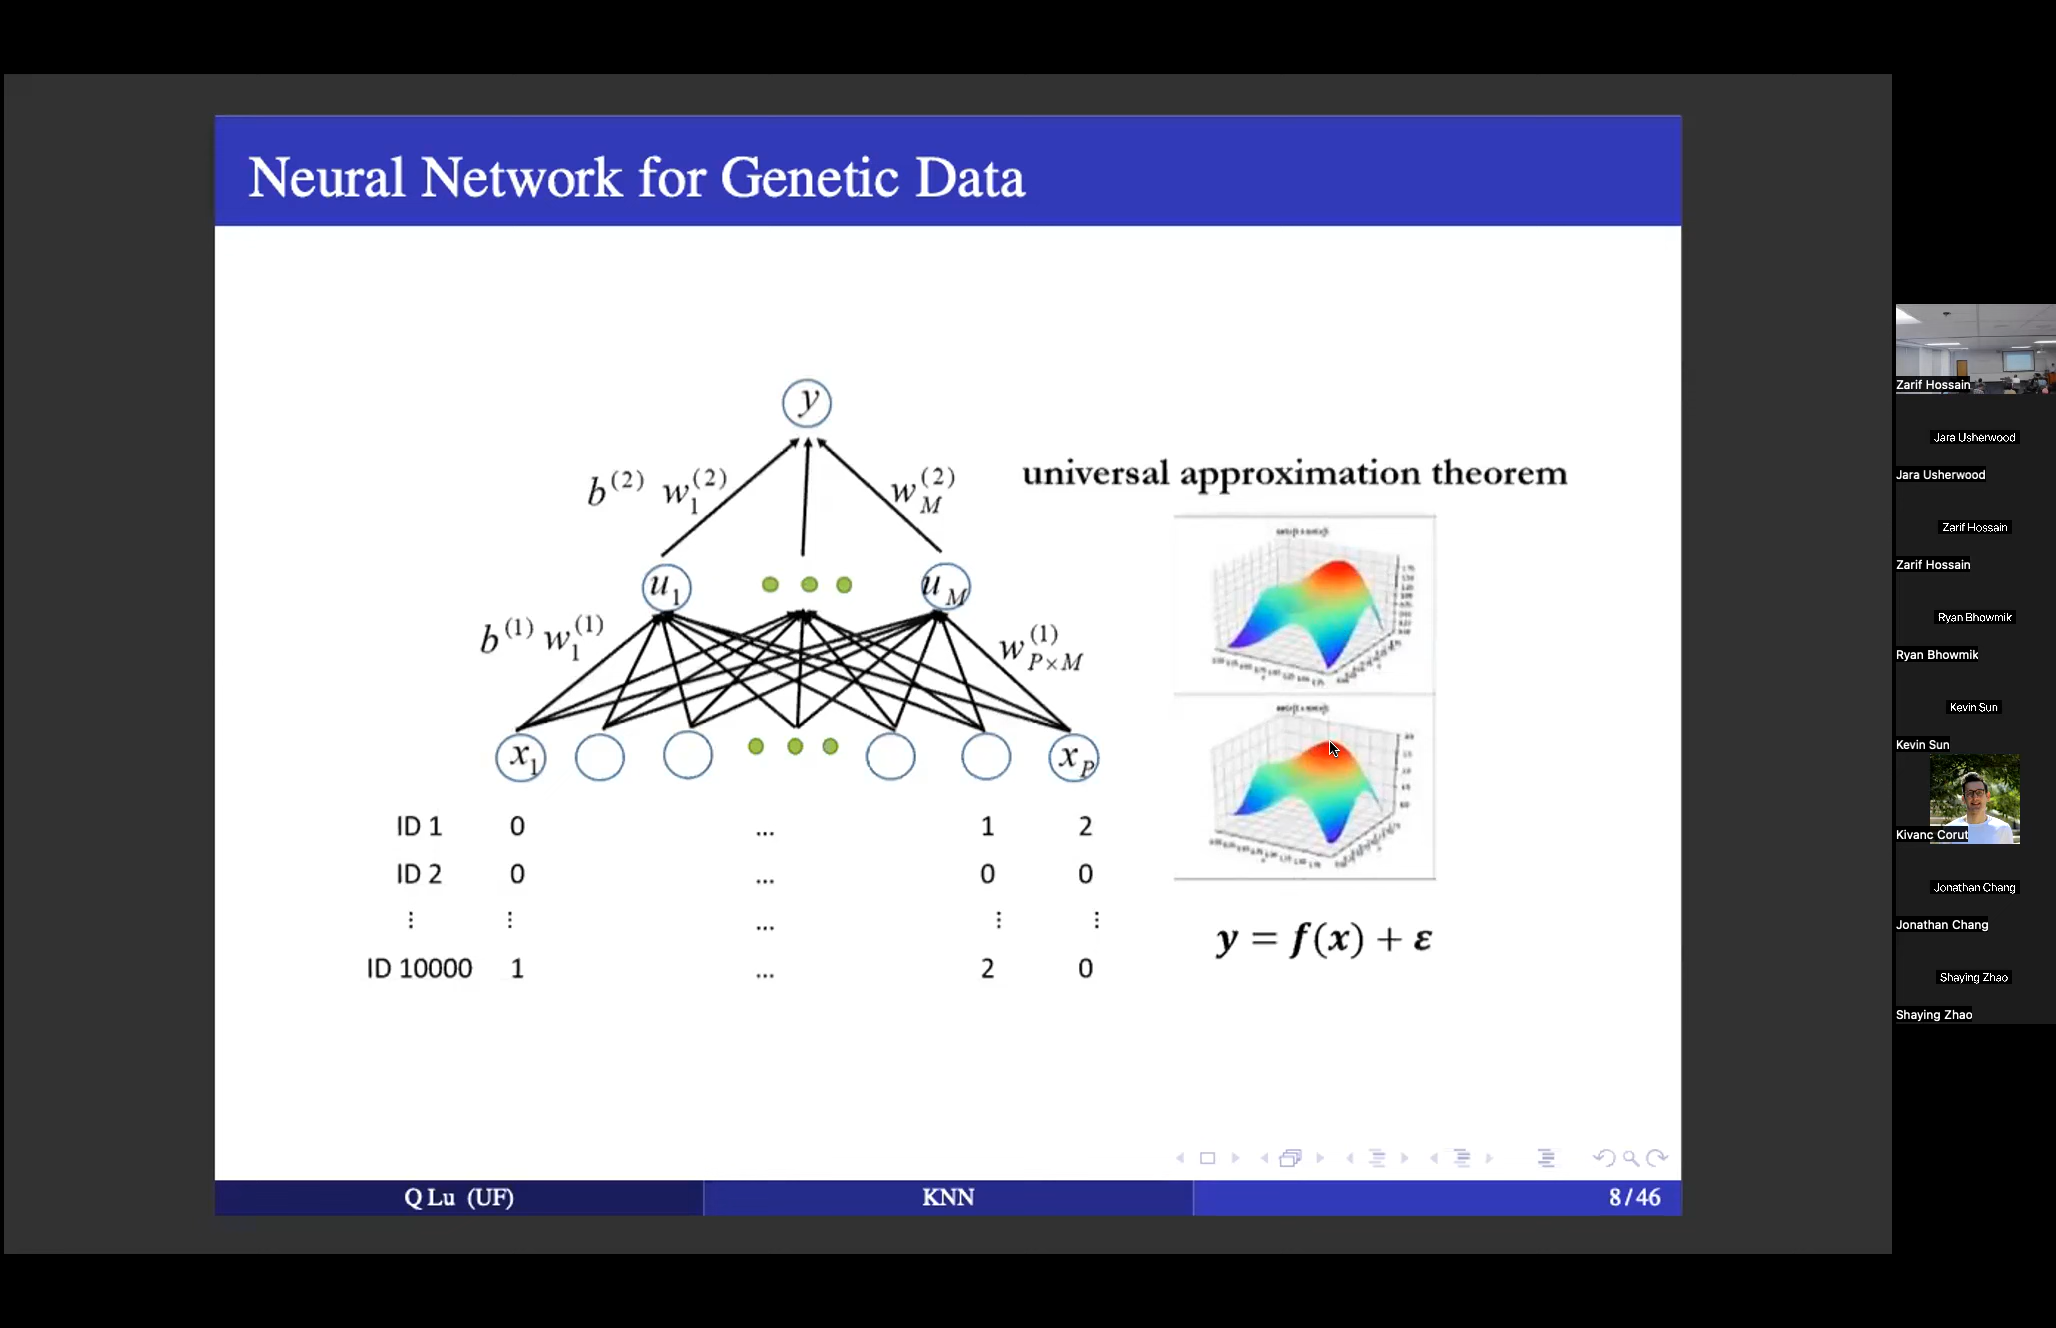 Neural Network for Genetic Data
y
b^(2) w_1^(2)
w_M^(2)
universal approximation theorem
u_1
u_M
b^(1) w_1^(1)
w_{P×M}^(1)
x_1
x_P
ID 1 0 ... 1 2
ID 2 0 ... 0 0
⋮ ⋮ ... ⋮ ⋮
ID 10000 1 ... 2 0
y = f(x) + ε
Q Lu (UF)
KNN
8 / 46
Zarif Hossain
Jara Usherwood
Jara Usherwood
Zarif Hossain
Zarif Hossain
Ryan Bhowmik
Ryan Bhowmik
Kevin Sun
Kevin Sun
Kivanc Corut
Jonathan Chang
Jonathan Chang
Shaying Zhao
Shaying Zhao